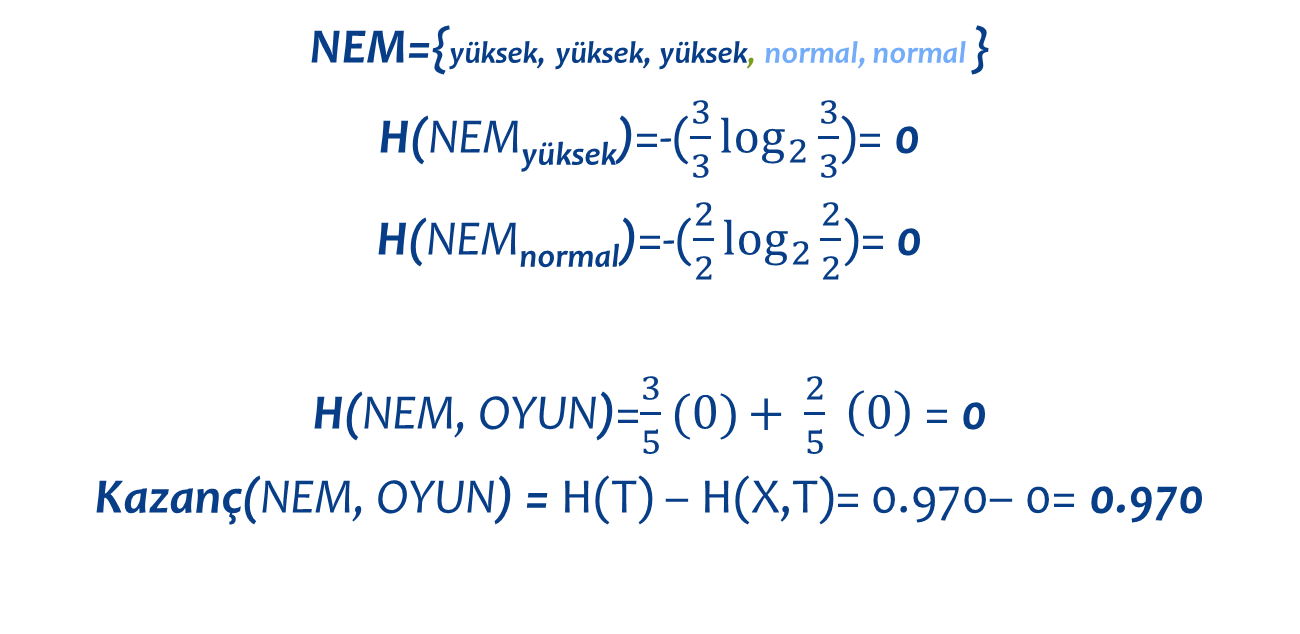 NEM={yüksek, yüksek, yüksek, normal, normal }
H(NEMyüksek)=-(3/3 log2 3/3)= 0
H(NEMnormal)=-(2/2 log2 2/2)= 0
H(NEM, OYUN)=3/5 (0) + 2/5 (0) = 0
Kazanç(NEM, OYUN) = H(T) – H(X,T)= 0.970– 0= 0.970